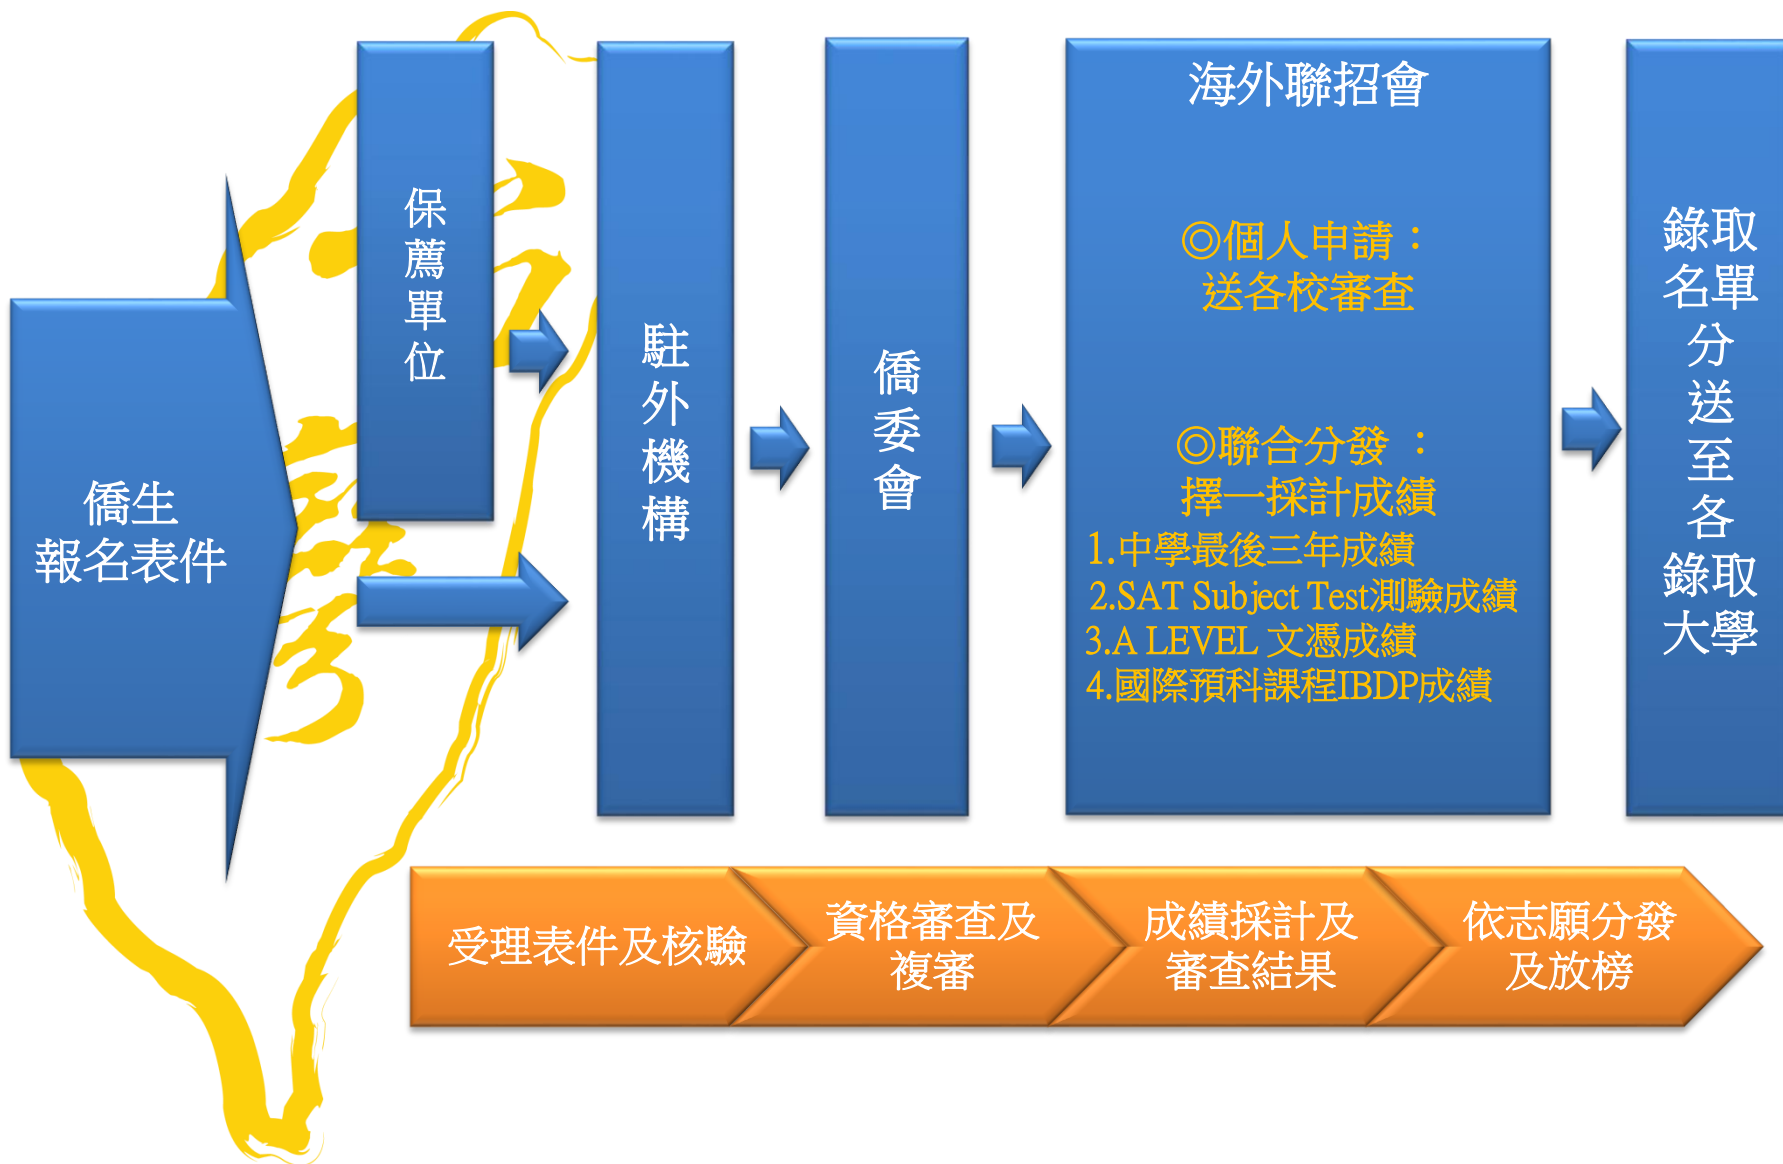 僑生
報名表件
保薦單位
駐外機構
僑委會
海外聯招會
◎個人申請：
送各校審查
◎聯合分發 ：
擇一採計成績
1.中學最後三年成績
2.SAT Subject Test測驗成績
3.A LEVEL 文憑成績
4.國際預科課程IBDP成績
錄取
名單
分
送
至
各
錄取
大學
受理表件及核驗
資格審查及
複審
成績採計及
審查結果
依志願分發
及放榜